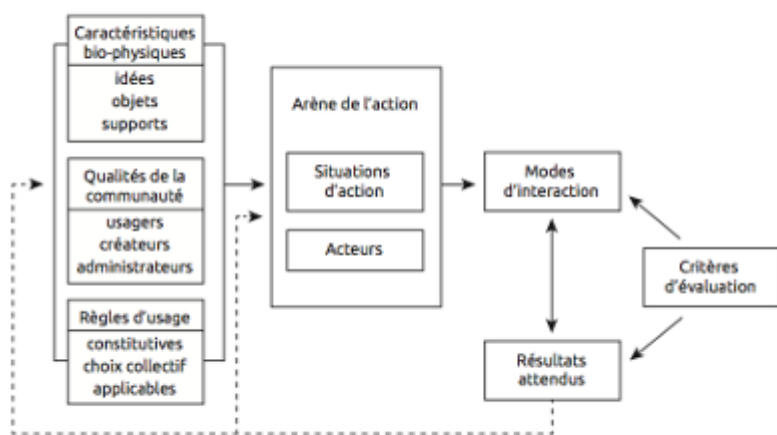 Caractéristiques
bio-physiques
idées
objets
supports
Qualités de la
communauté
usagers
créateurs
administrateurs
Règles d'usage
constitutives
choix collectif
applicables
Arène de l'action
Situations
d'action
Acteurs
Modes
d'interaction
Critères
d'évaluation
Résultats
attendus